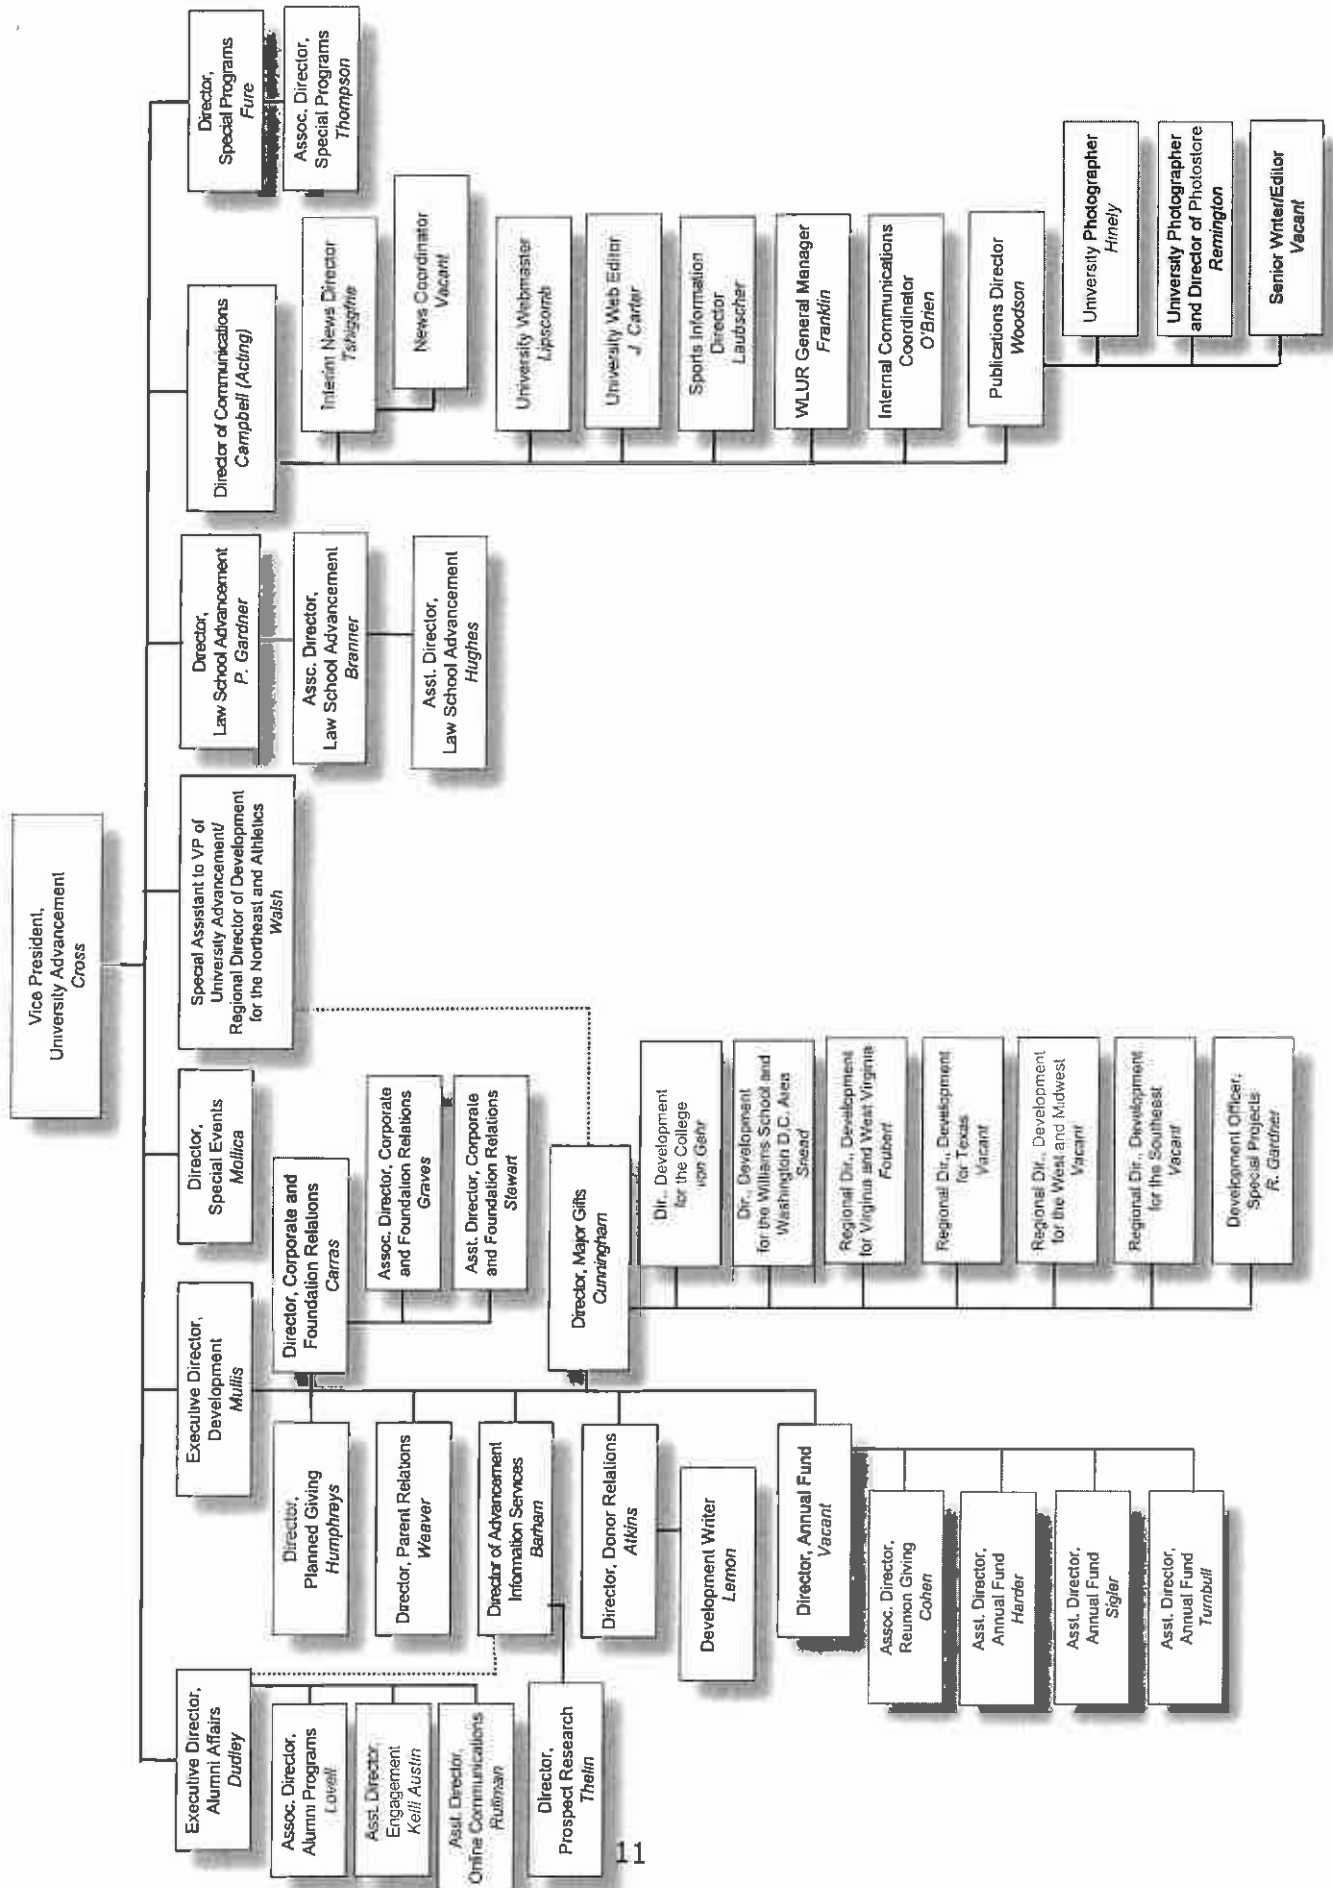 Vice President,
University Advancement
Cross
Executive Director,
Alumni Affairs
Dudley
Assoc. Director,
Alumni Programs
Lovell
Asst. Director,
Engagement
Kelli Austin
Asst. Director,
Online Communications
Executive Director,
Development
Mullis
Director, Corporate and
Foundation Relations
Carras
Assoc. Director, Corporate
and Foundation Relations
Graves
Asst. Director, Corporate
and Foundation Relations
Stewart
Director,
Planned Giving
Humphreys
Director, Parent Relations
Weaver
Director of Advancement
Information Services
Barham
Director,
Prospect Research
Thelin
Director, Major Gifts
Cunningham
Dir., Development
for the College
von Gehr
Dir., Development
for the Williams School and
Washington D.C. Area
Snead
Regional Dir., Development
for Virginia and West Virginia
Foubert
Regional Dir., Development
for Texas
Vacant
Regional Dir., Development
for the West and Midwest
Vacant
Regional Dir., Development
for the Southeast
Vacant
Development Officer,
Special Projects
R. Gardner
Director, Donor Relations
Atkins
Development Writer
Lemon
Director, Annual Fund
Vacant
Assoc. Director,
Reunion Giving
Cohen
Asst. Director,
Annual Fund
Harder
Asst. Director,
Annual Fund
Sigler
Asst. Director,
Annual Fund
Turnbull
Director,
Special Events
Mollica
Special Assistant to VP of
University Advancement/
Regional Director of Development
for the Northeast and Athletics
Walsh
Director,
Law School Advancement
P. Gardner
Assc. Director,
Law School Advancement
Branner
Asst. Director,
Law School Advancement
Hughes
Director of Communications
Campbell (Acting)
Interim News Director
News Coordinator
Vacant
University Webmaster
Lipscomb
University Web Editor
J Carter
Sports Information
Director
Laubscher
WLUR General Manager
Franklin
Internal Communications
Coordinator
O'Brien
Publications Director
Woodson
University Photographer
Hinely
University Photographer
and Director of Photostore
Remington
Senior Writer/Editor
Vacant
Director,
Special Programs
Fure
Assoc. Director,
Special Programs
Thompson
11